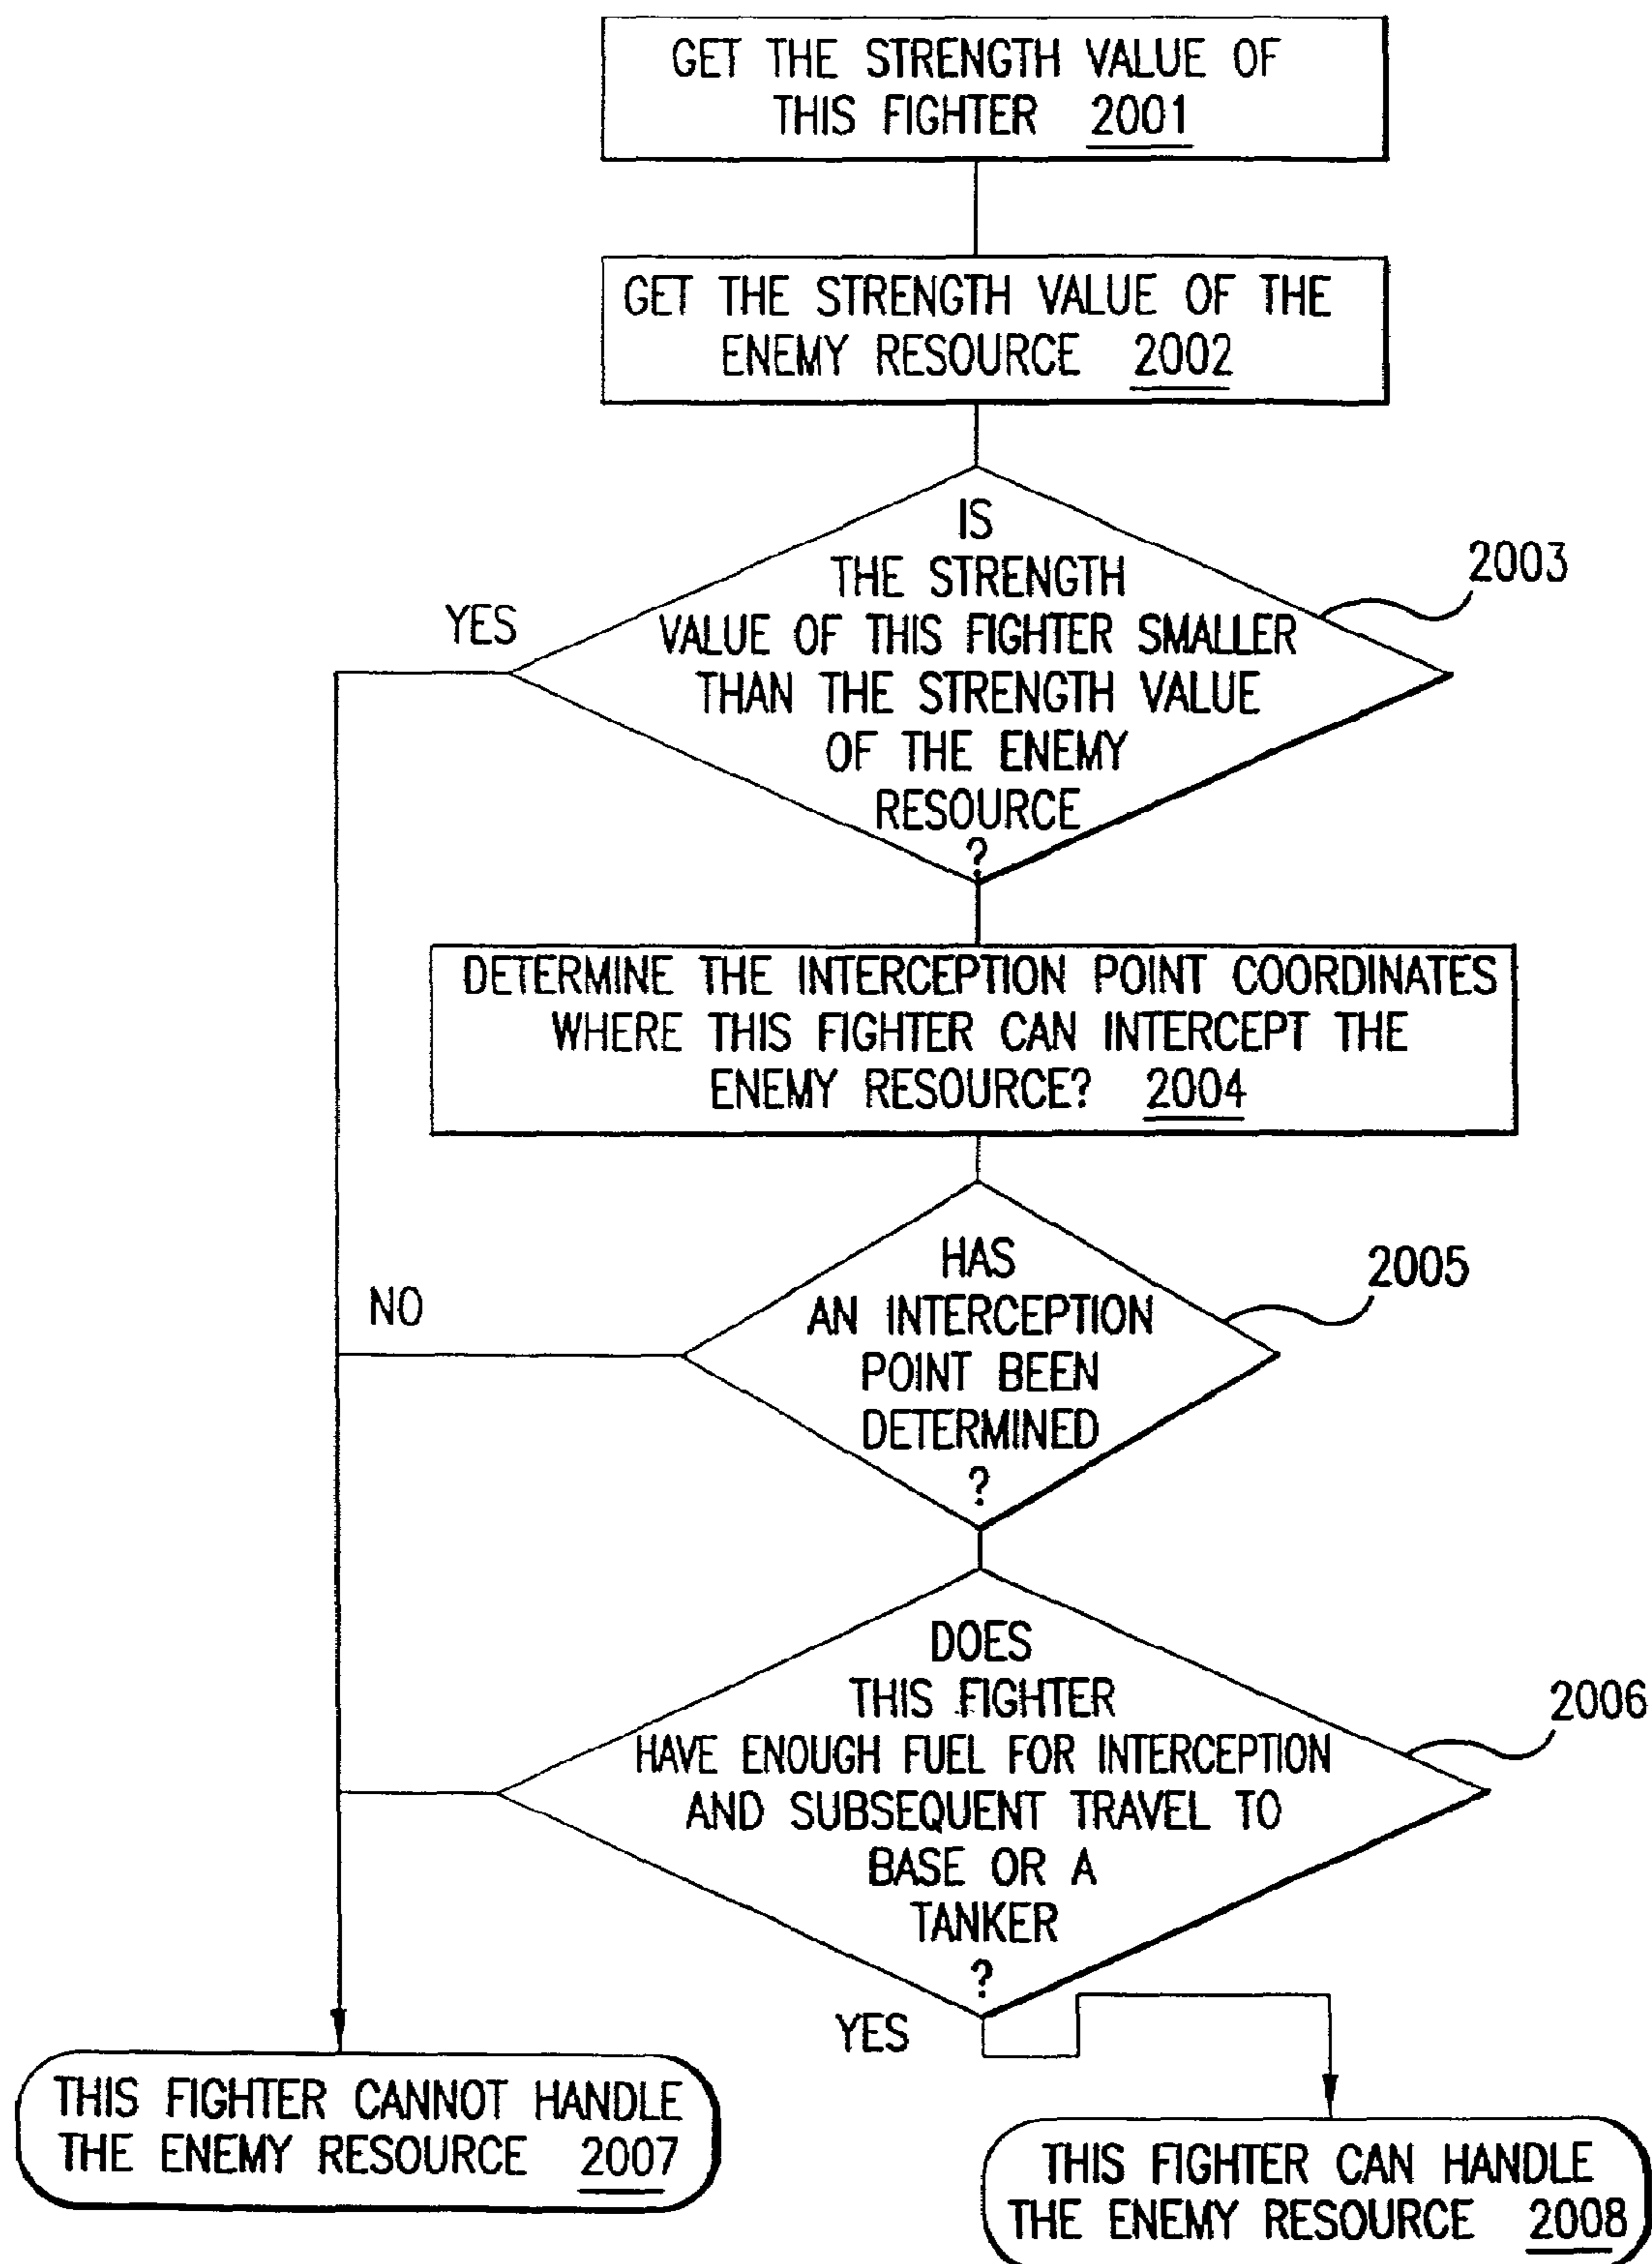 GET THE STRENGTH VALUE OF
THIS FIGHTER 2001
GET THE STRENGTH VALUE OF THE
ENEMY RESOURCE 2002
IS
THE STRENGTH
VALUE OF THIS FIGHTER SMALLER
THAN THE STRENGTH VALUE
OF THE ENEMY
RESOURCE
?
2003
YES
DETERMINE THE INTERCEPTION POINT COORDINATES
WHERE THIS FIGHTER CAN INTERCEPT THE
ENEMY RESOURCE? 2004
HAS
AN INTERCEPTION
POINT BEEN
DETERMINED
?
2005
NO
DOES
THIS FIGHTER
HAVE ENOUGH FUEL FOR INTERCEPTION
AND SUBSEQUENT TRAVEL TO
BASE OR A
TANKER
?
2006
YES
THIS FIGHTER CANNOT HANDLE
THE ENEMY RESOURCE 2007
THIS FIGHTER CAN HANDLE
THE ENEMY RESOURCE 2008